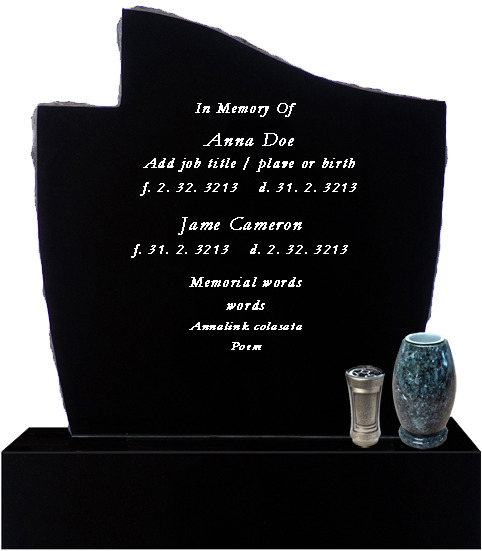 In Memory Of
Anna Doe
Add job title / plave or birth
f. 2. 32. 3213 d. 31. 2. 3213
Jame Cameron
f. 31. 2. 3213 d. 2. 32. 3213
Memorial words
words
Annalink colasata
Poem